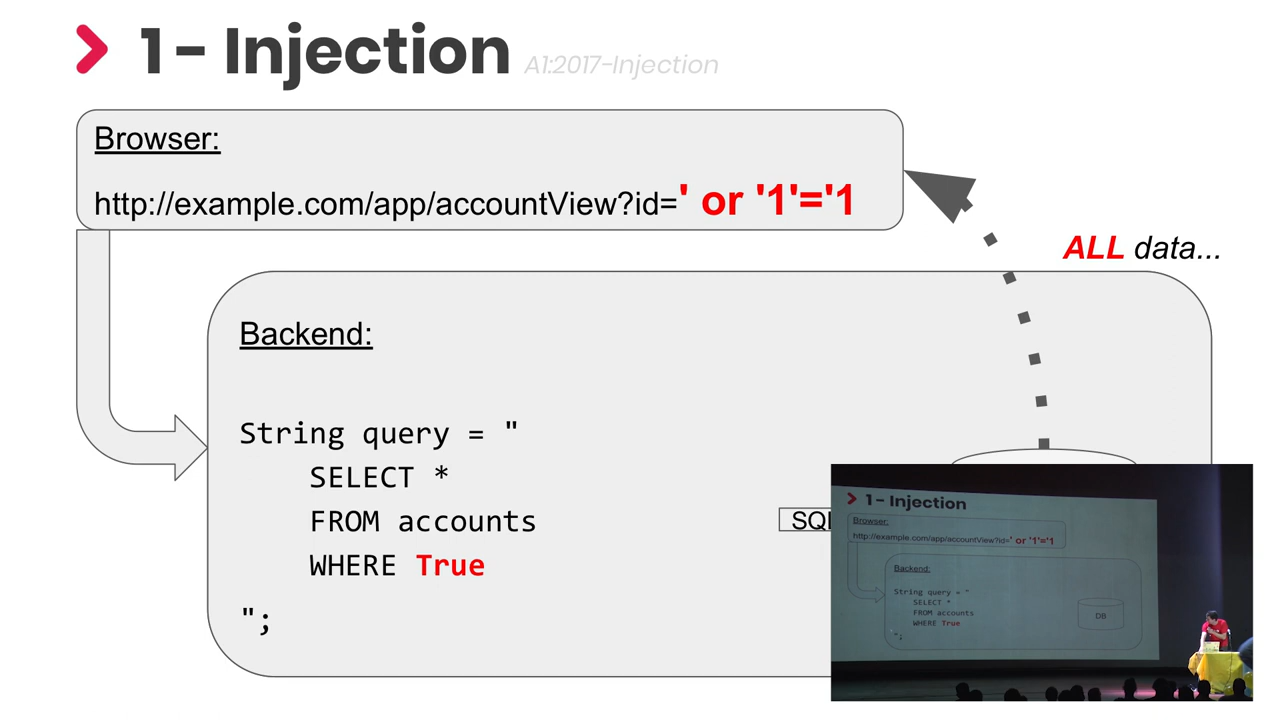 1 - Injection A1:2017-Injection
Browser:
http://example.com/app/accountView?id=' or '1'='1
ALL data...
Backend:
String query = "
SELECT *
FROM accounts
WHERE True
";
SQL
1 - Injection
Browser:
http://example.com/app/accountView?id=' or '1'='1
Backend:
String query = "
SELECT *
FROM accounts
WHERE True
";
DB